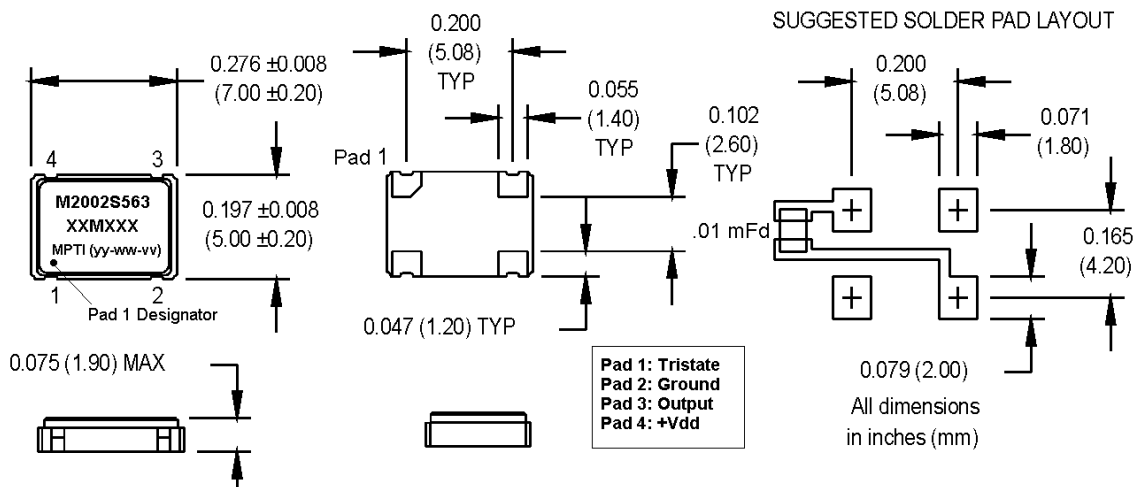 0.276 ±0.008
(7.00 ±0.20)
4
3
M2002S563
XXMXXX
MPTI (yy-ww-vv)
0.197 ±0.008
(5.00 ±0.20)
1
2
Pad 1 Designator
0.075 (1.90) MAX
0.200
(5.08)
TYP
0.055
(1.40)
TYP
0.102
(2.60)
TYP
Pad 1
0.047 (1.20) TYP
Pad 1: Tristate
Pad 2: Ground
Pad 3: Output
Pad 4: +Vdd
SUGGESTED SOLDER PAD LAYOUT
0.200
(5.08)
0.071
(1.80)
.01 mFd
0.165
(4.20)
0.079 (2.00)
All dimensions
in inches (mm)